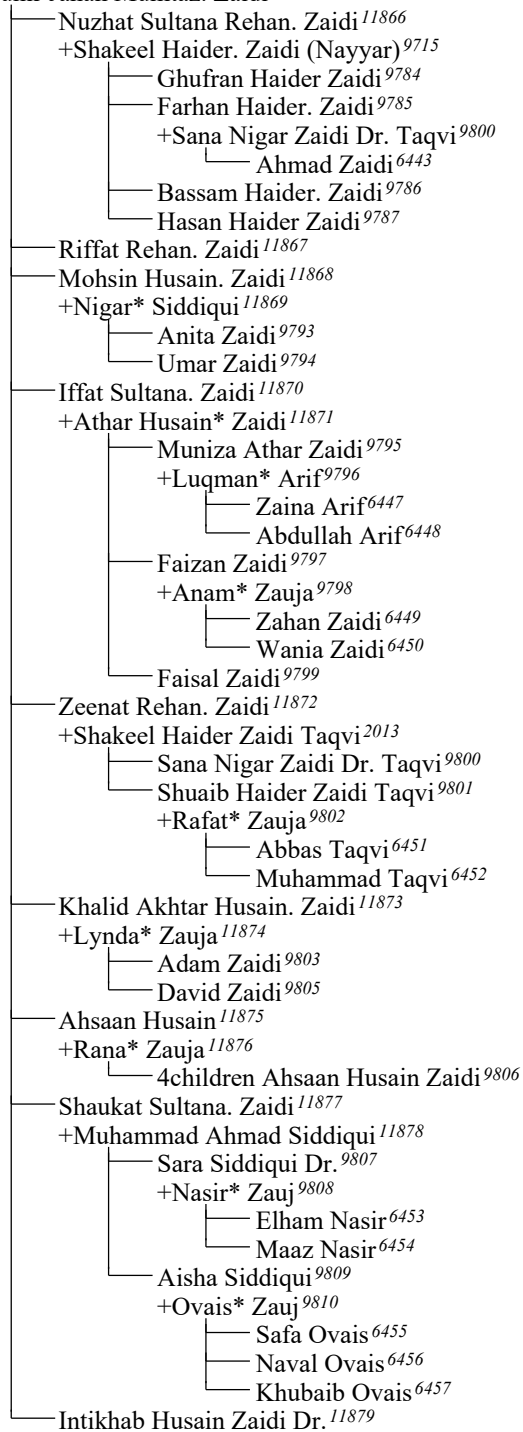 Nuzhat Sultana Rehan. Zaidi 11866
+Shakeel Haider. Zaidi (Nayyar) 9715
Ghufran Haider Zaidi 9784
Farhan Haider. Zaidi 9785
+Sana Nigar Zaidi Dr. Taqvi 9800
Ahmad Zaidi 6443
Bassam Haider. Zaidi 9786
Hasan Haider Zaidi 9787
Riffat Rehan. Zaidi 11867
Mohsin Husain. Zaidi 11868
+Nigar* Siddiqui 11869
Anita Zaidi 9793
Umar Zaidi 9794
Iffat Sultana. Zaidi 11870
+Athar Husain* Zaidi 11871
Muniza Athar Zaidi 9795
+Luqman* Arif 9796
Zaina Arif 6447
Abdullah Arif 6448
Faizan Zaidi 9797
+Anam* Zauja 9798
Zahan Zaidi 6449
Wania Zaidi 6450
Faisal Zaidi 9799
Zeenat Rehan. Zaidi 11872
+Shakeel Haider Zaidi Taqvi 2013
Sana Nigar Zaidi Dr. Taqvi 9800
Shuaib Haider Zaidi Taqvi 9801
+Rafat* Zauja 9802
Abbas Taqvi 6451
Muhammad Taqvi 6452
Khalid Akhtar Husain. Zaidi 11873
+Lynda* Zauja 11874
Adam Zaidi 9803
David Zaidi 9805
Ahsaan Husain 11875
+Rana* Zauja 11876
4children Ahsaan Husain Zaidi 9806
Shaukat Sultana. Zaidi 11877
+Muhammad Ahmad Siddiqui 11878
Sara Siddiqui Dr. 9807
+Nasir* Zauj 9808
Elham Nasir 6453
Maaz Nasir 6454
Aisha Siddiqui 9809
+Ovais* Zauj 9810
Safa Ovais 6455
Naval Ovais 6456
Khubaib Ovais 6457
Intikhab Husain Zaidi Dr. 11879